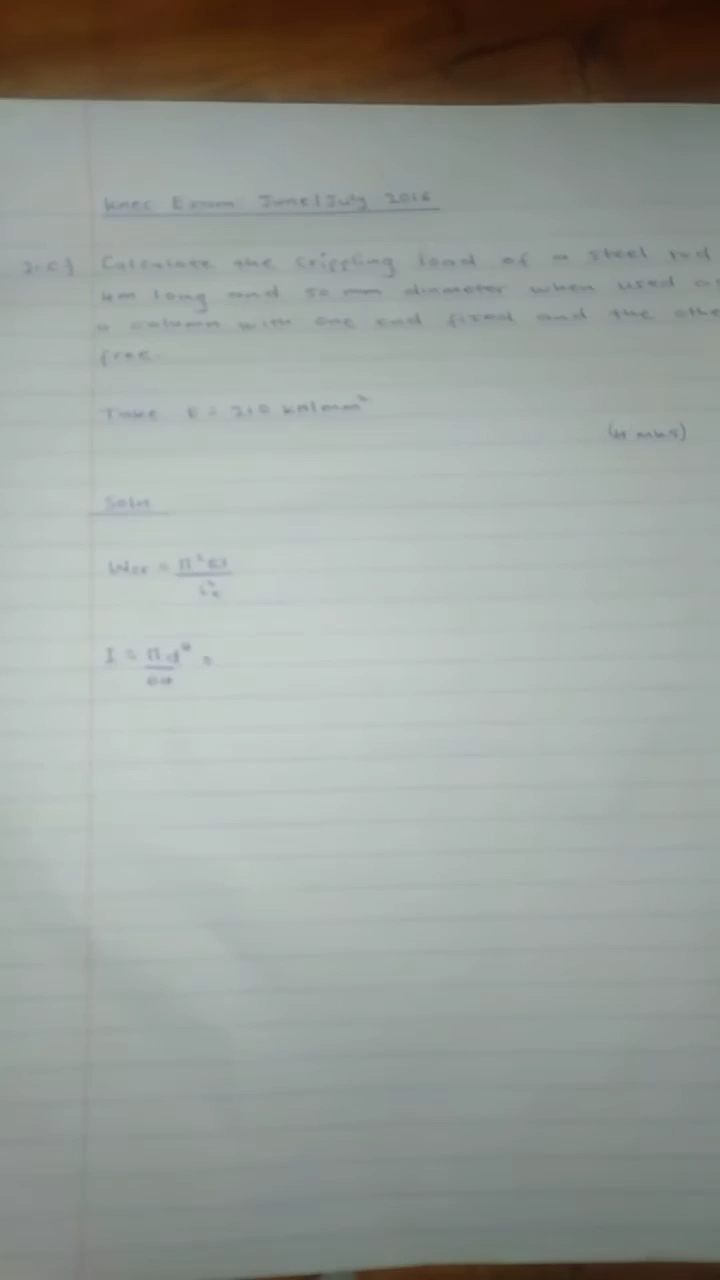 Knec Exam: June/July 2016
2.c) Calculate the crippling load of a steel rod
4m long and 50 mm diameter when used as
a column with one end fixed and the othe
free.
Take E = 210 kN/mm²
(4 mks)
Soln
Wcr = π²EI / Le²
I = πd⁴ / 64 =